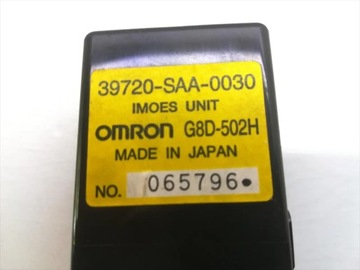 39720-SAA-0030
IMOES UNIT
OMRON G8D-502H
MADE IN JAPAN
NO. 065796•